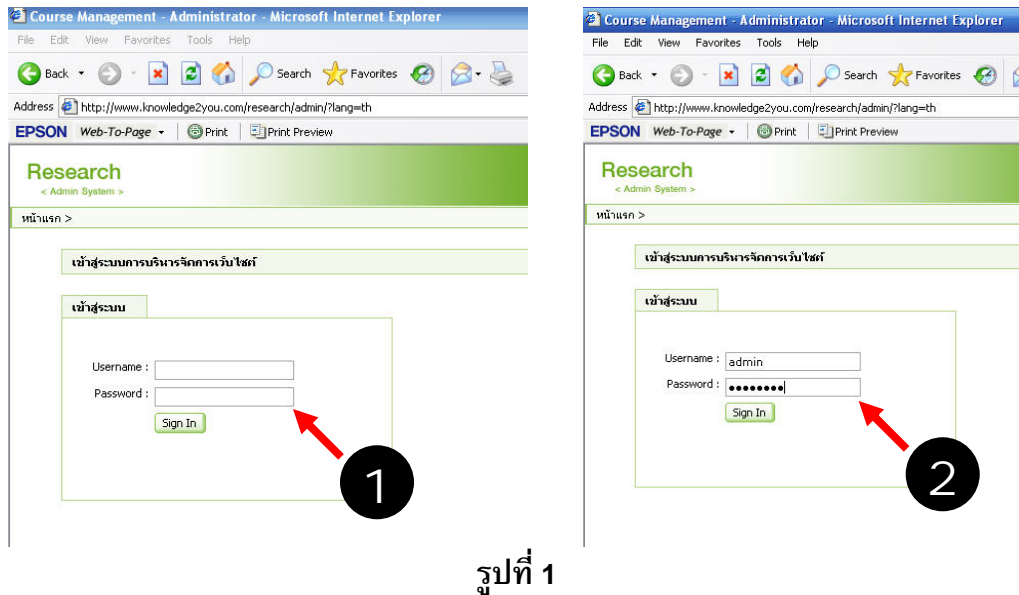 Course Management - Administrator - Microsoft Internet Explorer
File Edit View Favorites Tools Help
Back Search Favorites
Address http://www.knowledge2you.com/research/admin/?lang=th
EPSON Web-To-Page Print Print Preview
Research
< Admin System >
หน้าแรก >
เข้าสู่ระบบการบริหารจัดการเว็บไซต์
เข้าสู่ระบบ
Username :
Password :
Sign In
1
Course Management - Administrator - Microsoft Internet Explorer
File Edit View Favorites Tools Help
Back Search Favorites
Address http://www.knowledge2you.com/research/admin/?lang=th
EPSON Web-To-Page Print Print Preview
Research
< Admin System >
หน้าแรก >
เข้าสู่ระบบการบริหารจัดการเว็บไซต์
เข้าสู่ระบบ
Username : admin
Password : ••••••••
Sign In
2
รูปที่ 1